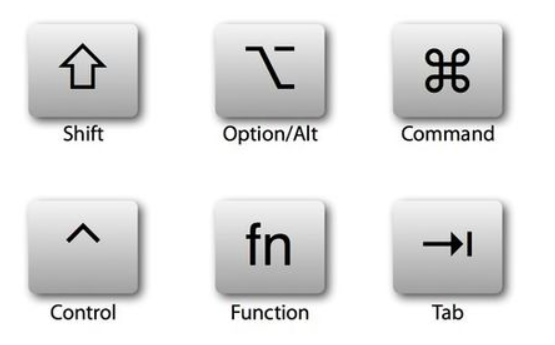 ⇧ ⌥ ⌘
Shift Option/Alt Command
^ fn ⇥
Control Function Tab